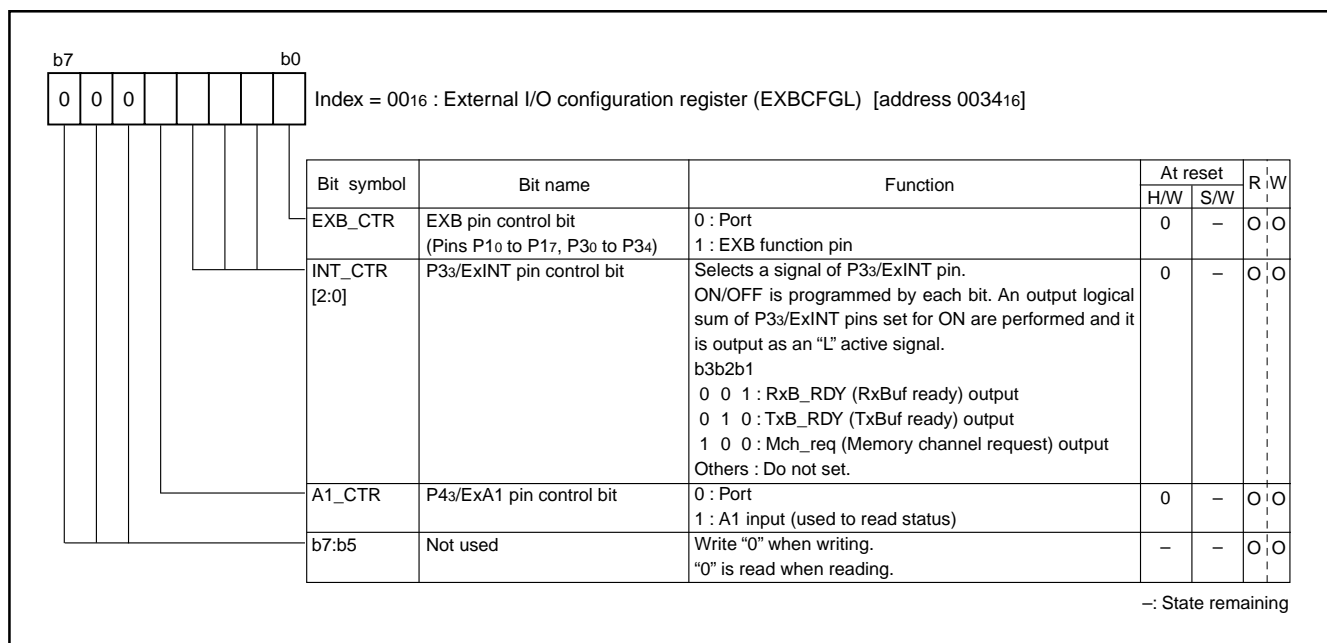 b7 b0
0 0 0 Index = 00₁₆ : External I/O configuration register (EXBCFGL) [address 0034₁₆]
Bit symbol Bit name Function At reset R W
H/W S/W
EXB_CTR EXB pin control bit 0 : Port 0 – O O
(Pins P1₀ to P1₇, P3₀ to P3₄) 1 : EXB function pin
INT_CTR P3₃/ExINT pin control bit Selects a signal of P3₃/ExINT pin. 0 – O O
[2:0] ON/OFF is programmed by each bit. An output logical
sum of P3₃/ExINT pins set for ON are performed and it
is output as an “L” active signal.
b3b2b1
0 0 1 : RxB_RDY (RxBuf ready) output
0 1 0 : TxB_RDY (TxBuf ready) output
1 0 0 : Mch_req (Memory channel request) output
Others : Do not set.
A1_CTR P4₃/ExA1 pin control bit 0 : Port 0 – O O
1 : A1 input (used to read status)
b7:b5 Not used Write “0” when writing. – – O O
“0” is read when reading.
–: State remaining